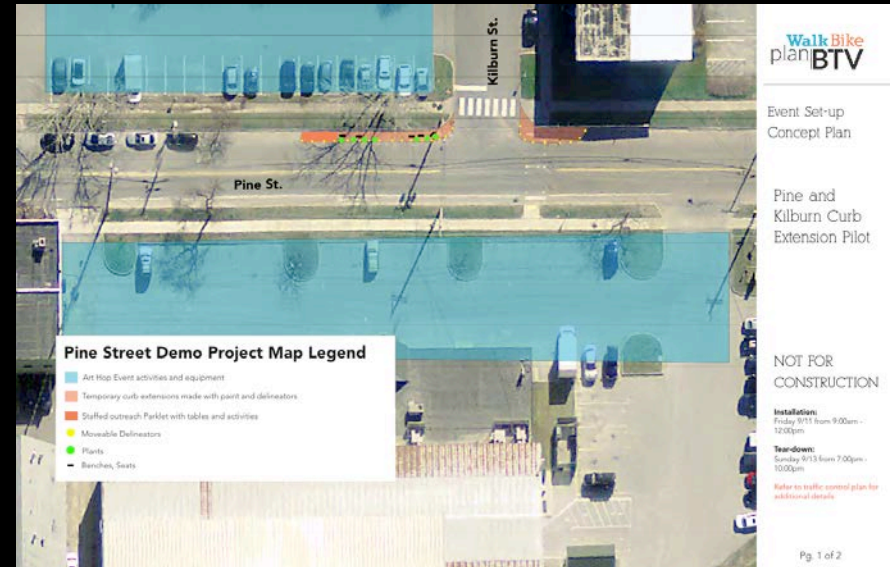 Kilburn St.
Pine St.
Pine Street Demo Project Map Legend
Art Hop Event activities and equipment
Temporary curb extensions made with paint and delineators
Staffed outreach Parklet with tables and activities
Moveable Delineators
Plants
Benches, Seats
Walk Bike
plan BTV
Event Set-up
Concept Plan
Pine and
Kilburn Curb
Extension Pilot
NOT FOR
CONSTRUCTION
Installation:
Friday 9/11 from 9:00am -
12:00pm
Tear-down:
Sunday 9/13 from 7:00pm -
10:00pm
Refer to traffic control plan for
additional details
Pg. 1 of 2